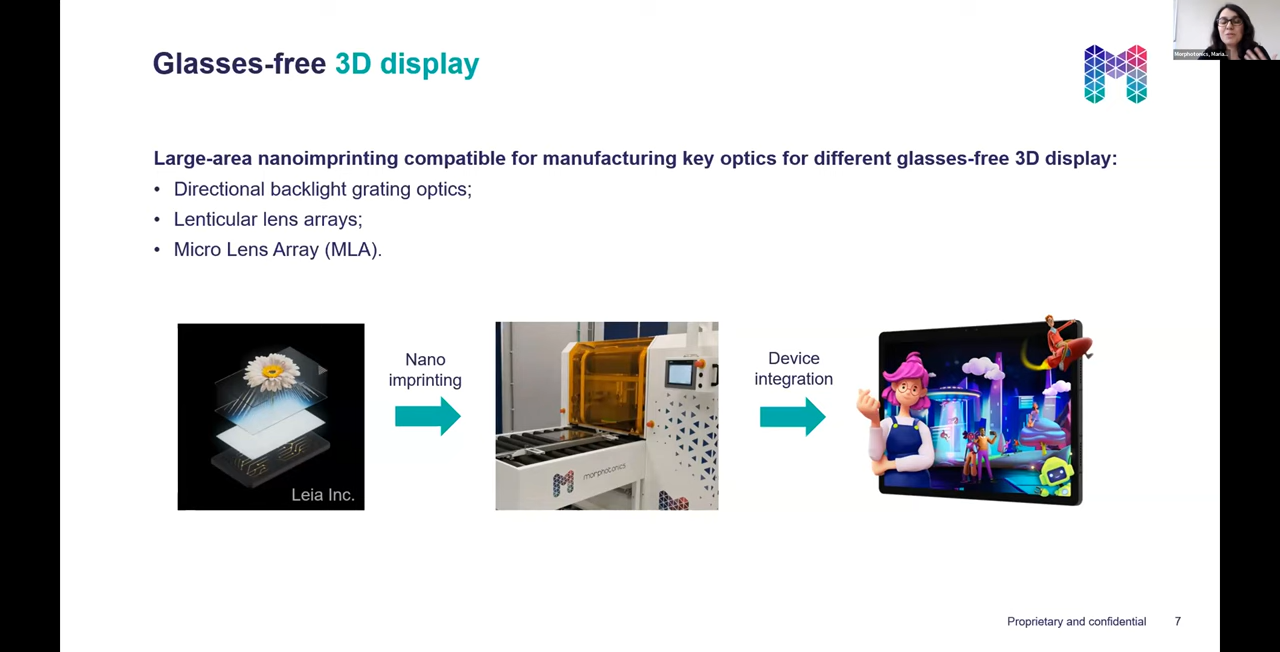 Glasses-free 3D display
Morphotonics, Maria...
Large-area nanoimprinting compatible for manufacturing key optics for different glasses-free 3D display:
• Directional backlight grating optics;
• Lenticular lens arrays;
• Micro Lens Array (MLA).
Nano
imprinting
Device
integration
Leia Inc.
morphotonics
Proprietary and confidential
7